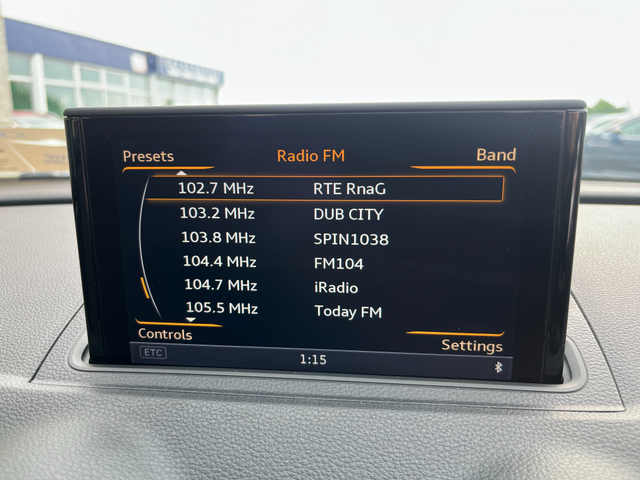 Presets Radio FM Band
102.7 MHz RTE RnaG
103.2 MHz DUB CITY
103.8 MHz SPIN1038
104.4 MHz FM104
104.7 MHz iRadio
105.5 MHz Today FM
Controls Settings
ETC 1:15